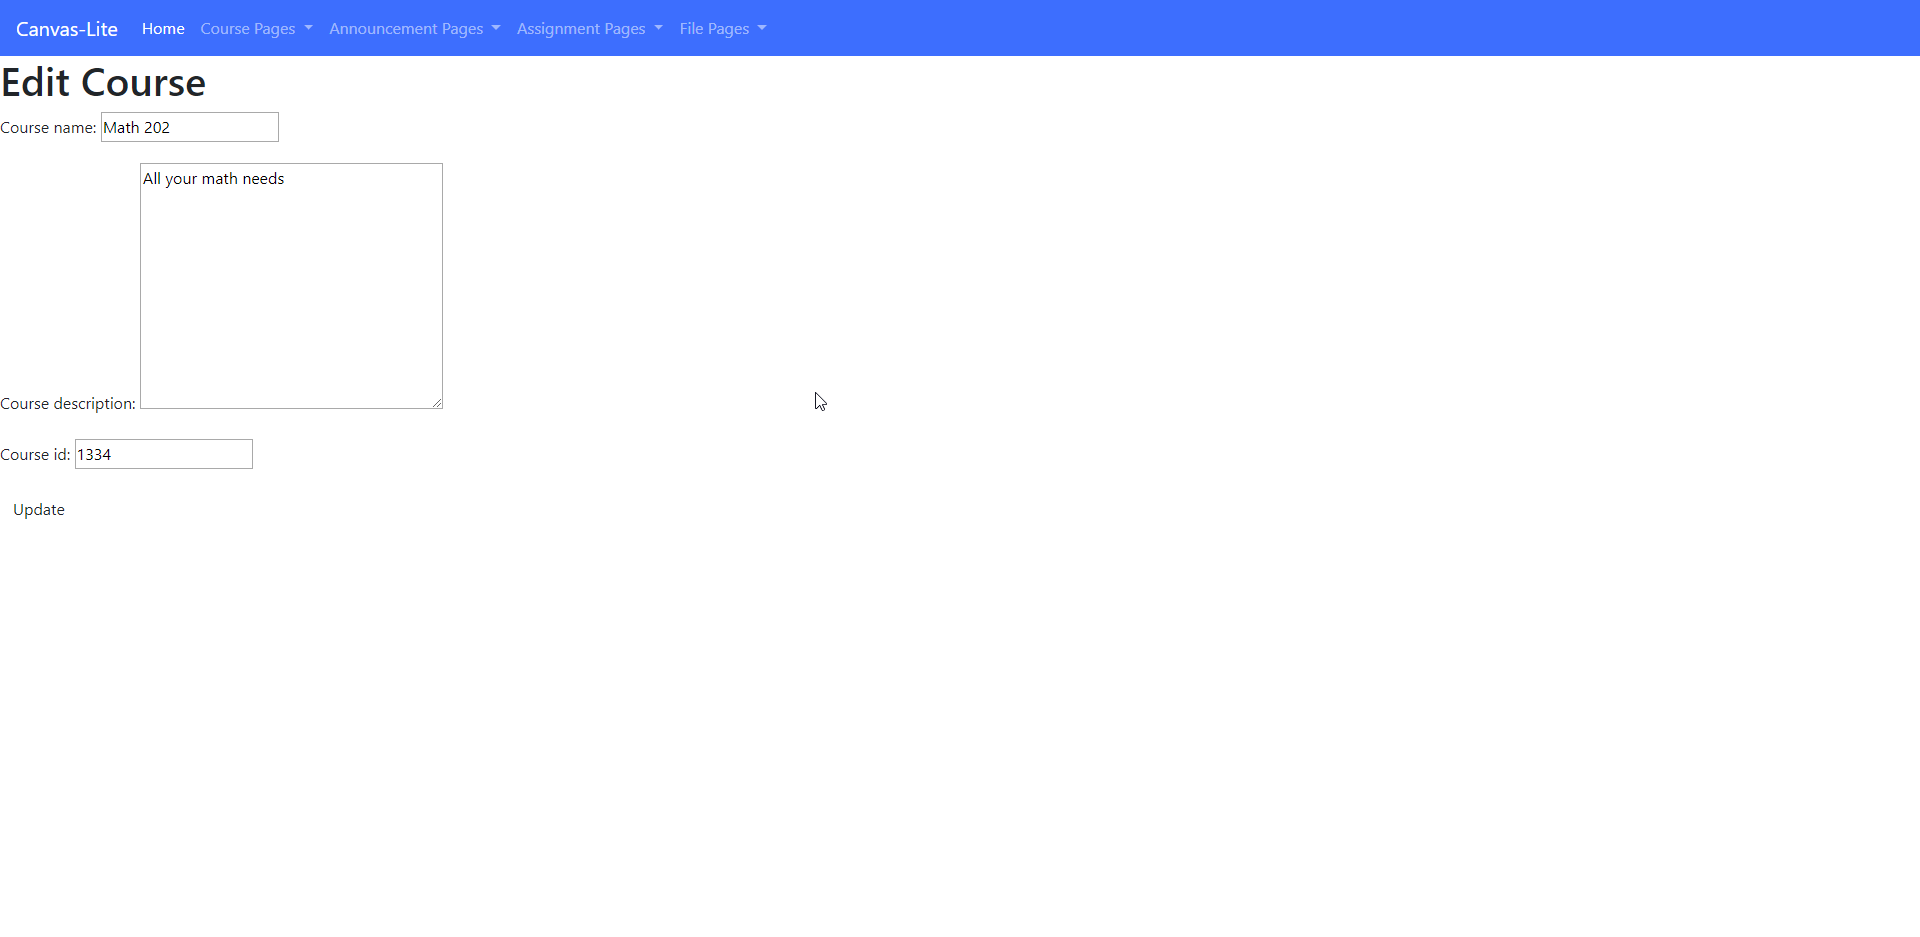 Canvas-Lite Home Course Pages Announcement Pages Assignment Pages File Pages
Edit Course
Course name: Math 202
All your math needs
Course description:
Course id: 1334
Update